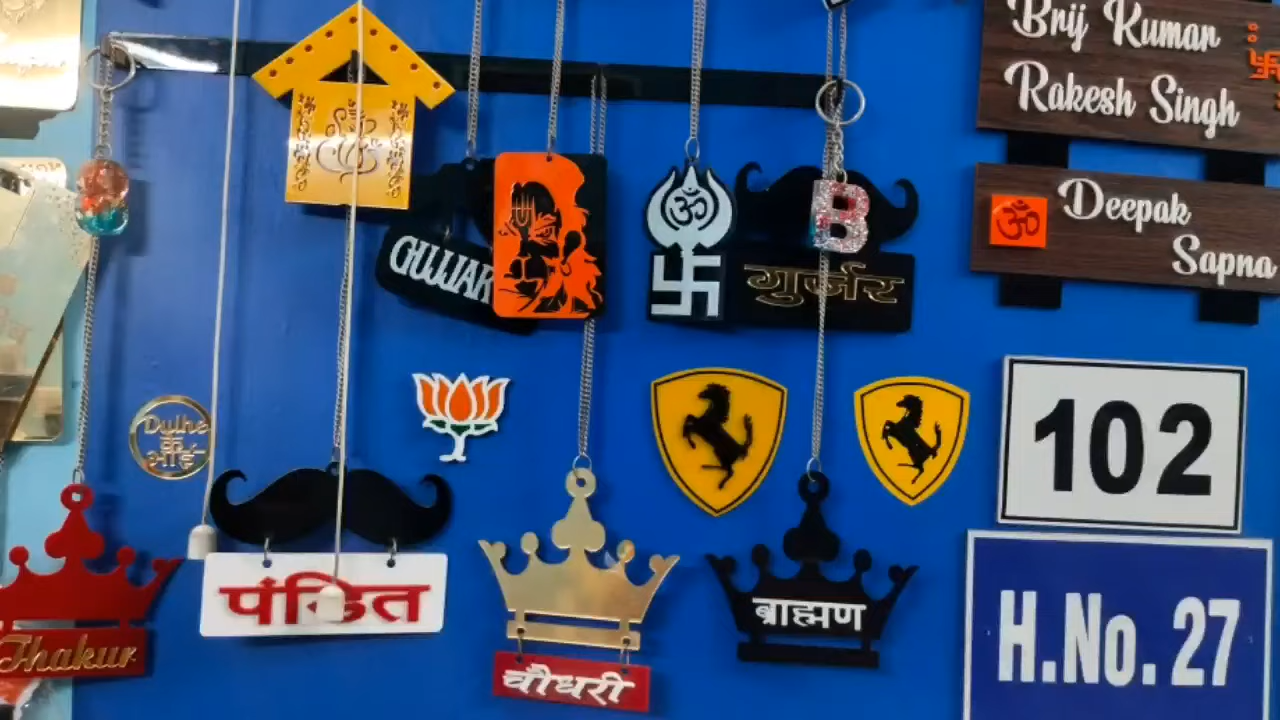 Brij Kumar
Rakesh Singh
ॐ
Deepak
Sapna
GUJJAR
ॐ
B
गुर्जर
Dulhe
के
भाई
102
पंडित
ब्राह्मण
Thakur
चौधरी
H.No. 27